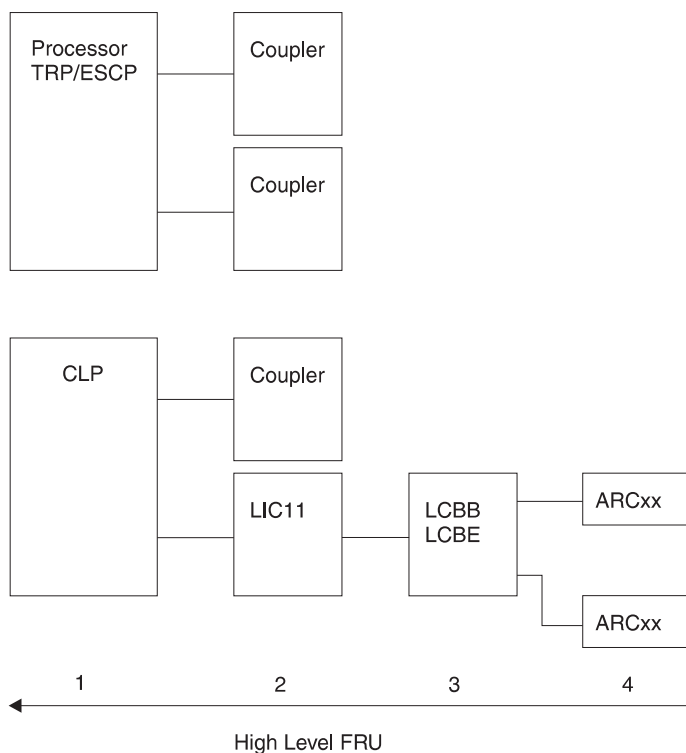 Processor
TRP/ESCP
Coupler
Coupler
CLP
Coupler
LIC11
LCBB
LCBE
ARCxx
ARCxx
1 2 3 4
High Level FRU